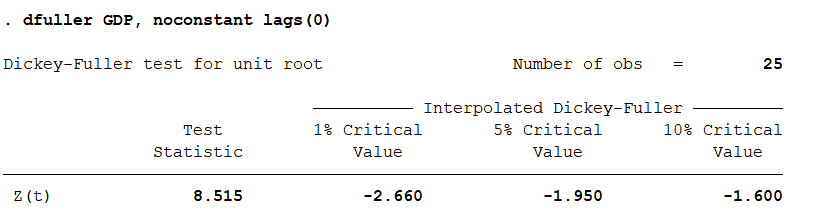 . dfuller GDP, noconstant lags(0)
Dickey-Fuller test for unit root Number of obs = 25
Interpolated Dickey-Fuller
Test 1% Critical 5% Critical 10% Critical
Statistic Value Value Value
Z(t) 8.515 -2.660 -1.950 -1.600